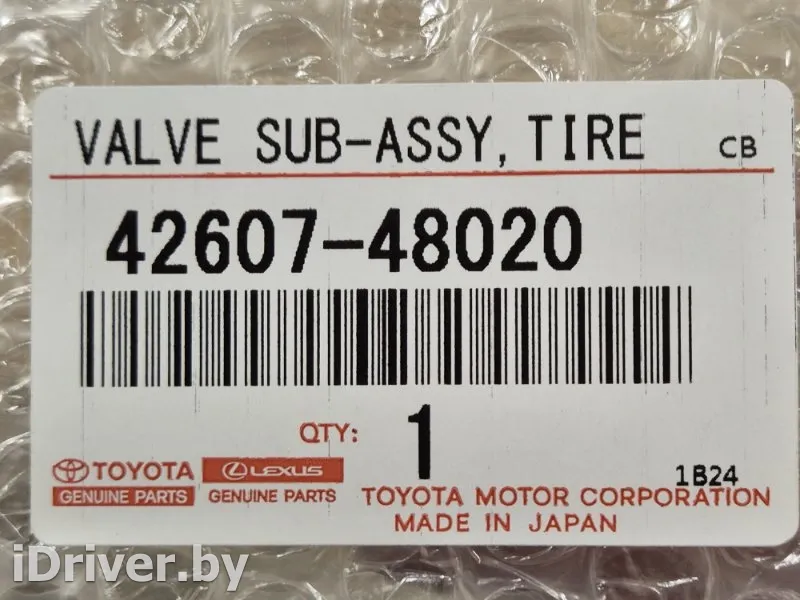 VALVE SUB-ASSY, TIRE CB
42607-48020
QTY: 1
TOYOTA LEXUS
GENUINE PARTS GENUINE PARTS
1B24
TOYOTA MOTOR CORPORATION
MADE IN JAPAN
iDriver.by